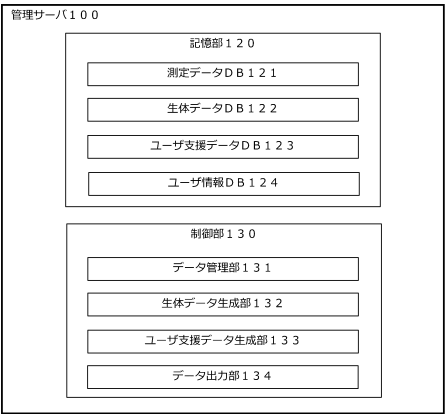 管理サーバ１００
記憶部１２０
測定データＤＢ１２１
生体データＤＢ１２２
ユーザ支援データＤＢ１２３
ユーザ情報ＤＢ１２４
制御部１３０
データ管理部１３１
生体データ生成部１３２
ユーザ支援データ生成部１３３
データ出力部１３４